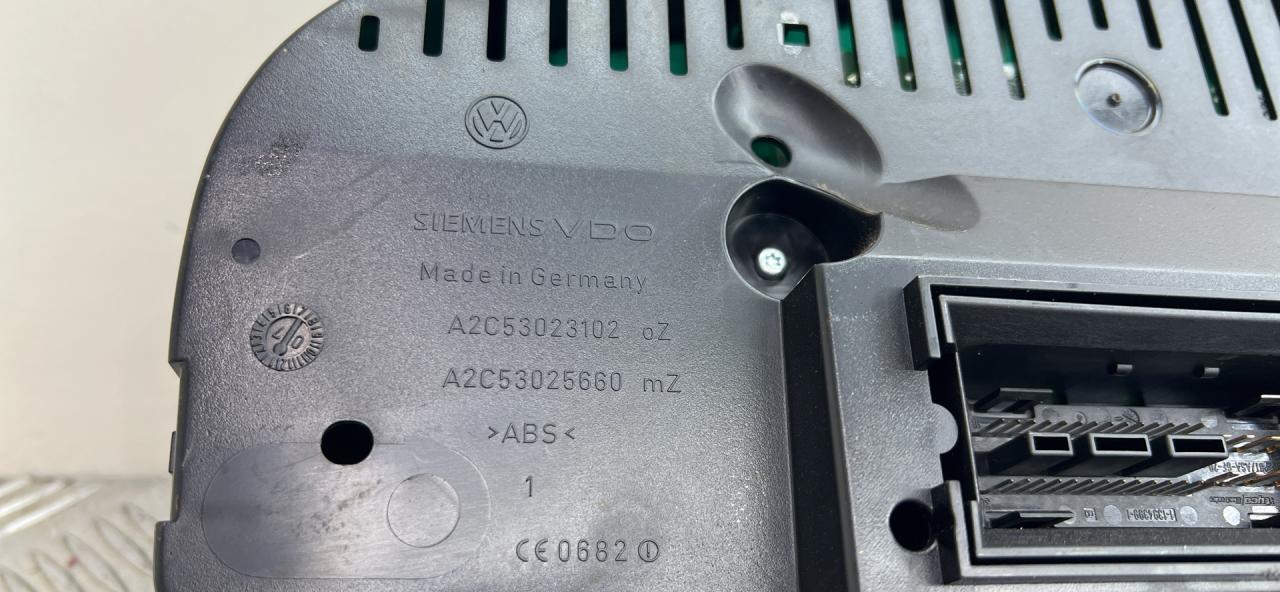 SIEMENS VDO
Made in Germany
A2C53023102 oZ
A2C53025660 mZ
>ABS<
1
CE0682